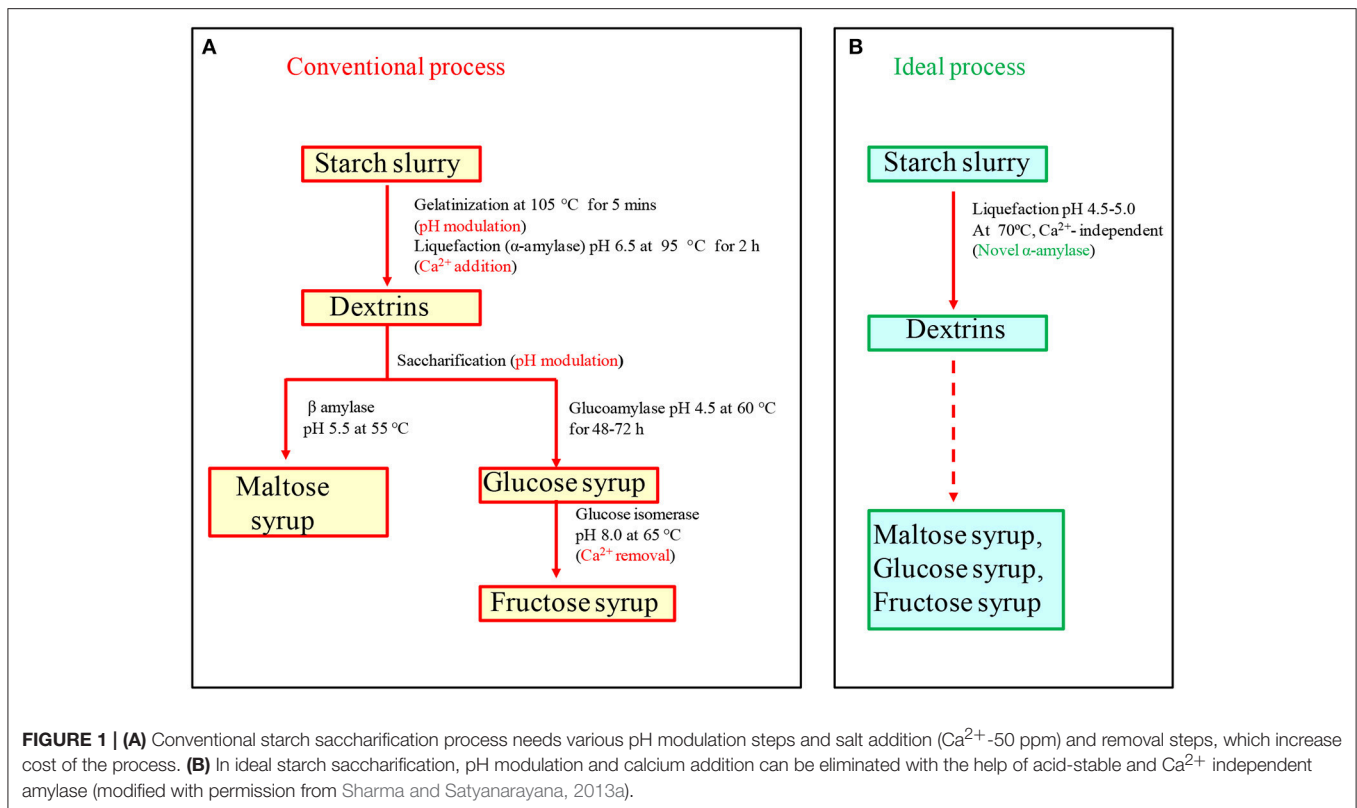 A
Conventional process
Starch slurry
Gelatinization at 105 °C for 5 mins
(pH modulation)
Liquefaction (α-amylase) pH 6.5 at 95 °C for 2 h
(Ca²⁺ addition)
Dextrins
Saccharification (pH modulation)
β amylase
pH 5.5 at 55 °C
Glucoamylase pH 4.5 at 60 °C
for 48-72 h
Maltose
syrup
Glucose syrup
Glucose isomerase
pH 8.0 at 65 °C
(Ca²⁺ removal)
Fructose syrup
B
Ideal process
Starch slurry
Liquefaction pH 4.5-5.0
At 70ºC, Ca²⁺- independent
(Novel α-amylase)
Dextrins
Maltose syrup,
Glucose syrup,
Fructose syrup
FIGURE 1 | (A) Conventional starch saccharification process needs various pH modulation steps and salt addition (Ca²⁺-50 ppm) and removal steps, which increase
cost of the process. (B) In ideal starch saccharification, pH modulation and calcium addition can be eliminated with the help of acid-stable and Ca²⁺ independent
amylase (modified with permission from Sharma and Satyanarayana, 2013a).